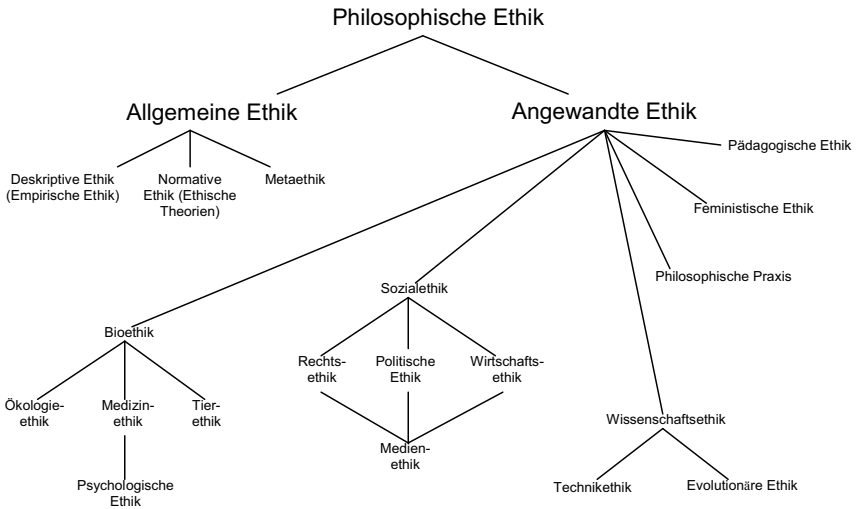 Philosophische Ethik
Allgemeine Ethik
Angewandte Ethik
Pädagogische Ethik
Deskriptive Ethik
(Empirische Ethik)
Normative
Ethik (Ethische
Theorien)
Metaethik
Feministische Ethik
Philosophische Praxis
Sozialethik
Bioethik
Rechts-
ethik
Politische
Ethik
Wirtschafts-
ethik
Ökologie-
ethik
Medizin-
ethik
Tier-
ethik
Wissenschaftsethik
Medien-
ethik
Psychologische
Ethik
Technikethik
Evolutionäre Ethik